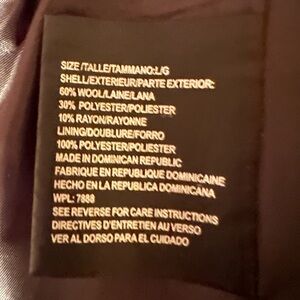 SIZE/TALLE/TAMMANO:L/G
SHELL/EXTERIEUR/PARTE EXTERIOR:
60% WOOL/LAINE/LANA
30% POLYESTER/POLIESTER
10% RAYON/RAYONNE
LINING/DOUBLURE/FORRO
100% POLYESTER/POLIESTER
MADE IN DOMINICAN REPUBLIC
FABRIQUE EN REPUBLIQUE DOMINICAINE
HECHO EN LA REPUBLICA DOMINICANA
WPL: 7888
SEE REVERSE FOR CARE INSTRUCTIONS
DIRECTIVES D'ENTRETIEN AU VERSO
VER AL DORSO PARA EL CUIDADO